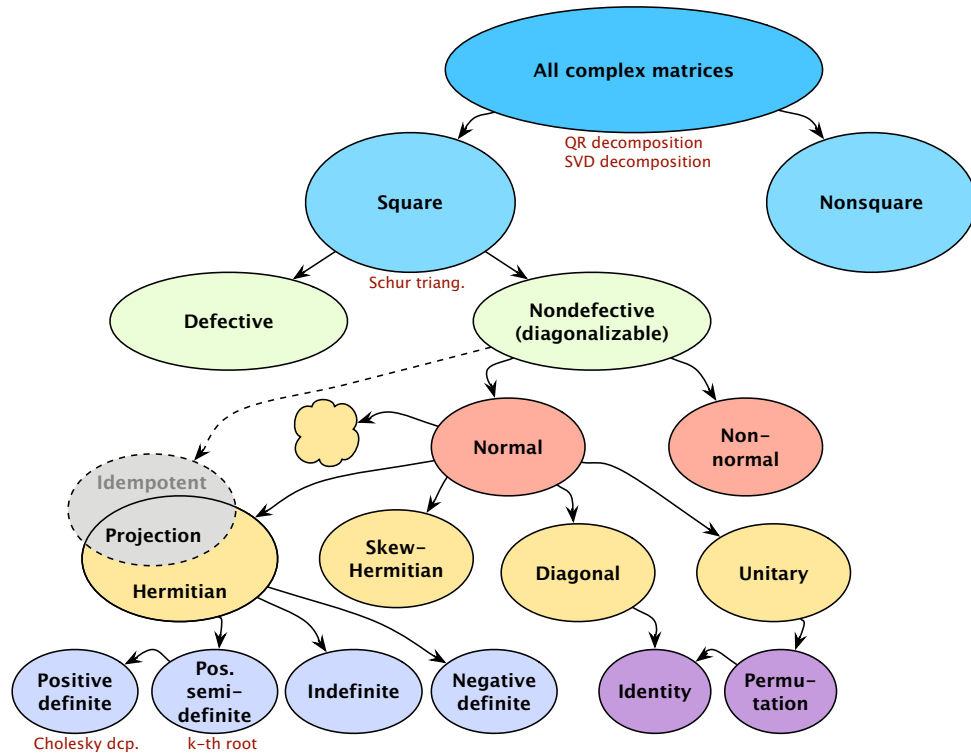 All complex matrices
QR decomposition
SVD decomposition
Square
Nonsquare
Schur triang.
Defective
Nondefective
(diagonalizable)
Normal
Non-
normal
Idempotent
Projection
Hermitian
Skew-
Hermitian
Diagonal
Unitary
Positive
definite
Pos.
semi-
definite
Indefinite
Negative
definite
Identity
Permu-
tation
Cholesky dcp.
k-th root